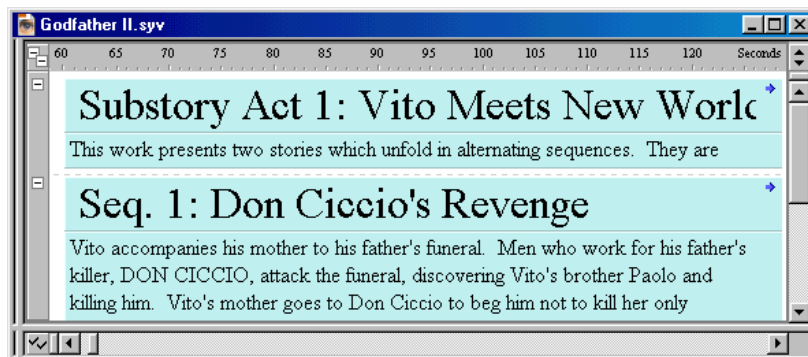 Godfather II.syv
60 65 70 75 80 85 90 95 100 105 110 115 120 Seconds
Substory Act 1: Vito Meets New World
This work presents two stories which unfold in alternating sequences. They are
Seq. 1: Don Ciccio's Revenge
Vito accompanies his mother to his father's funeral. Men who work for his father's
killer, DON CICCIO, attack the funeral, discovering Vito's brother Paolo and
killing him. Vito's mother goes to Don Ciccio to beg him not to kill her only